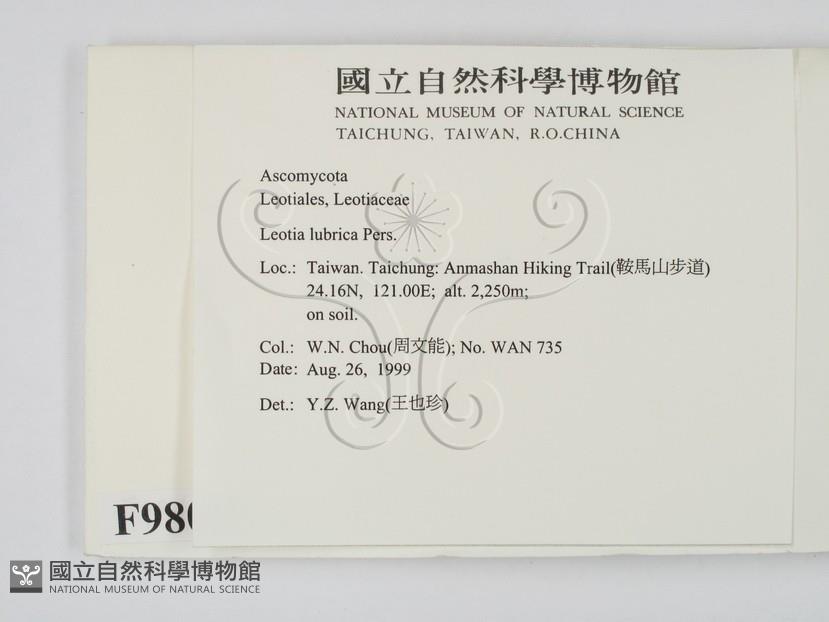 國立自然科學博物館
NATIONAL MUSEUM OF NATURAL SCIENCE
TAICHUNG, TAIWAN, R.O.CHINA
Ascomycota
Leotiales, Leotiaceae
Leotia lubrica Pers.
Loc.: Taiwan. Taichung: Anmashan Hiking Trail(鞍馬山步道)
24.16N, 121.00E; alt. 2,250m;
on soil.
Col.: W.N. Chou(周文能); No. WAN 735
Date: Aug. 26, 1999
Det.: Y.Z. Wang(王也珍)
F980
國立自然科學博物館
NATIONAL MUSEUM OF NATURAL SCIENCE